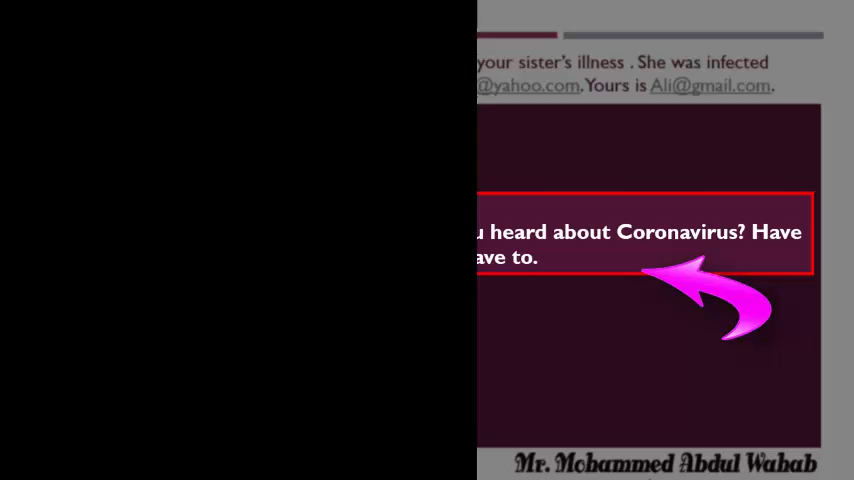 your sister's illness . She was infected
@yahoo.com.Yours is Ali@gmail.com.
u heard about Coronavirus? Have
ave to.
Mr. Mohammed Abdul Wahab